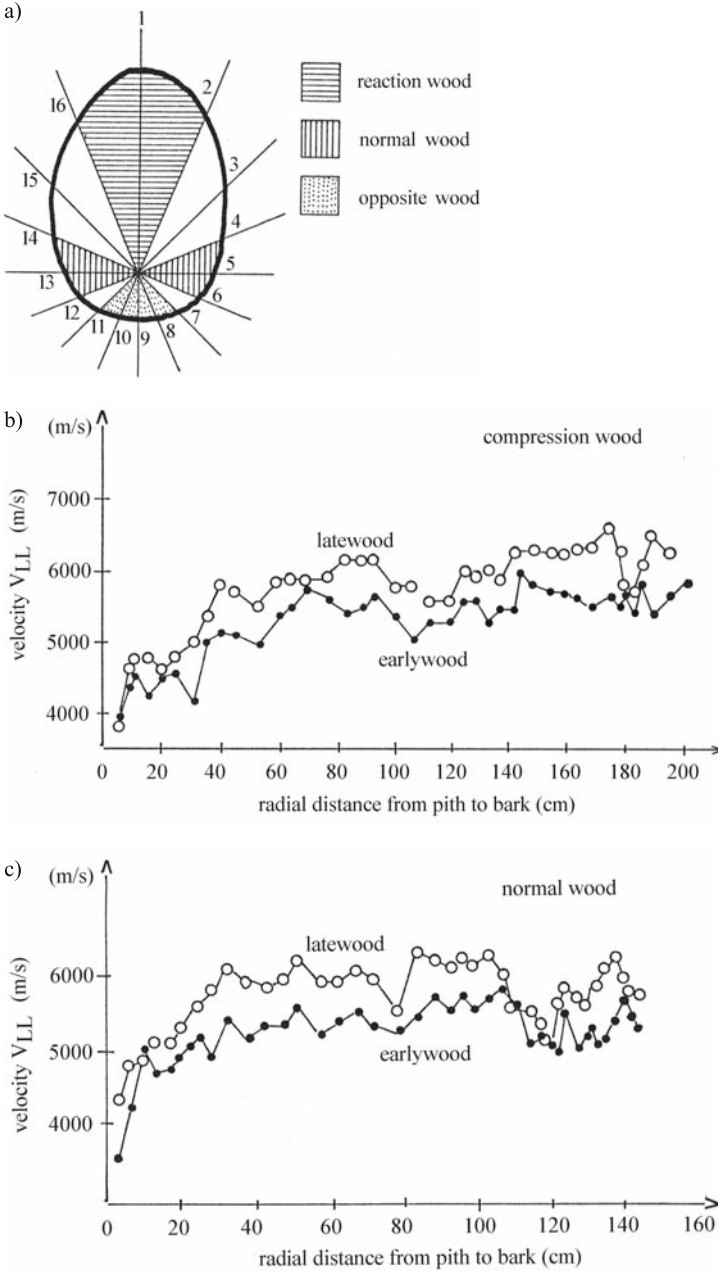 a)
1
2
3
4
5
6
7
8
9
10
11
12
13
14
15
16
reaction wood
normal wood
opposite wood
b)
(m/s)
compression wood
velocity VLL (m/s)
7000
6000
5000
4000
latewood
earlywood
0 20 40 60 80 100 120 140 160 180 200
radial distance from pith to bark (cm)
c)
(m/s)
normal wood
velocity VLL (m/s)
6000
5000
4000
latewood
earlywood
0 20 40 60 80 100 120 140 160
radial distance from pith to bark (cm)